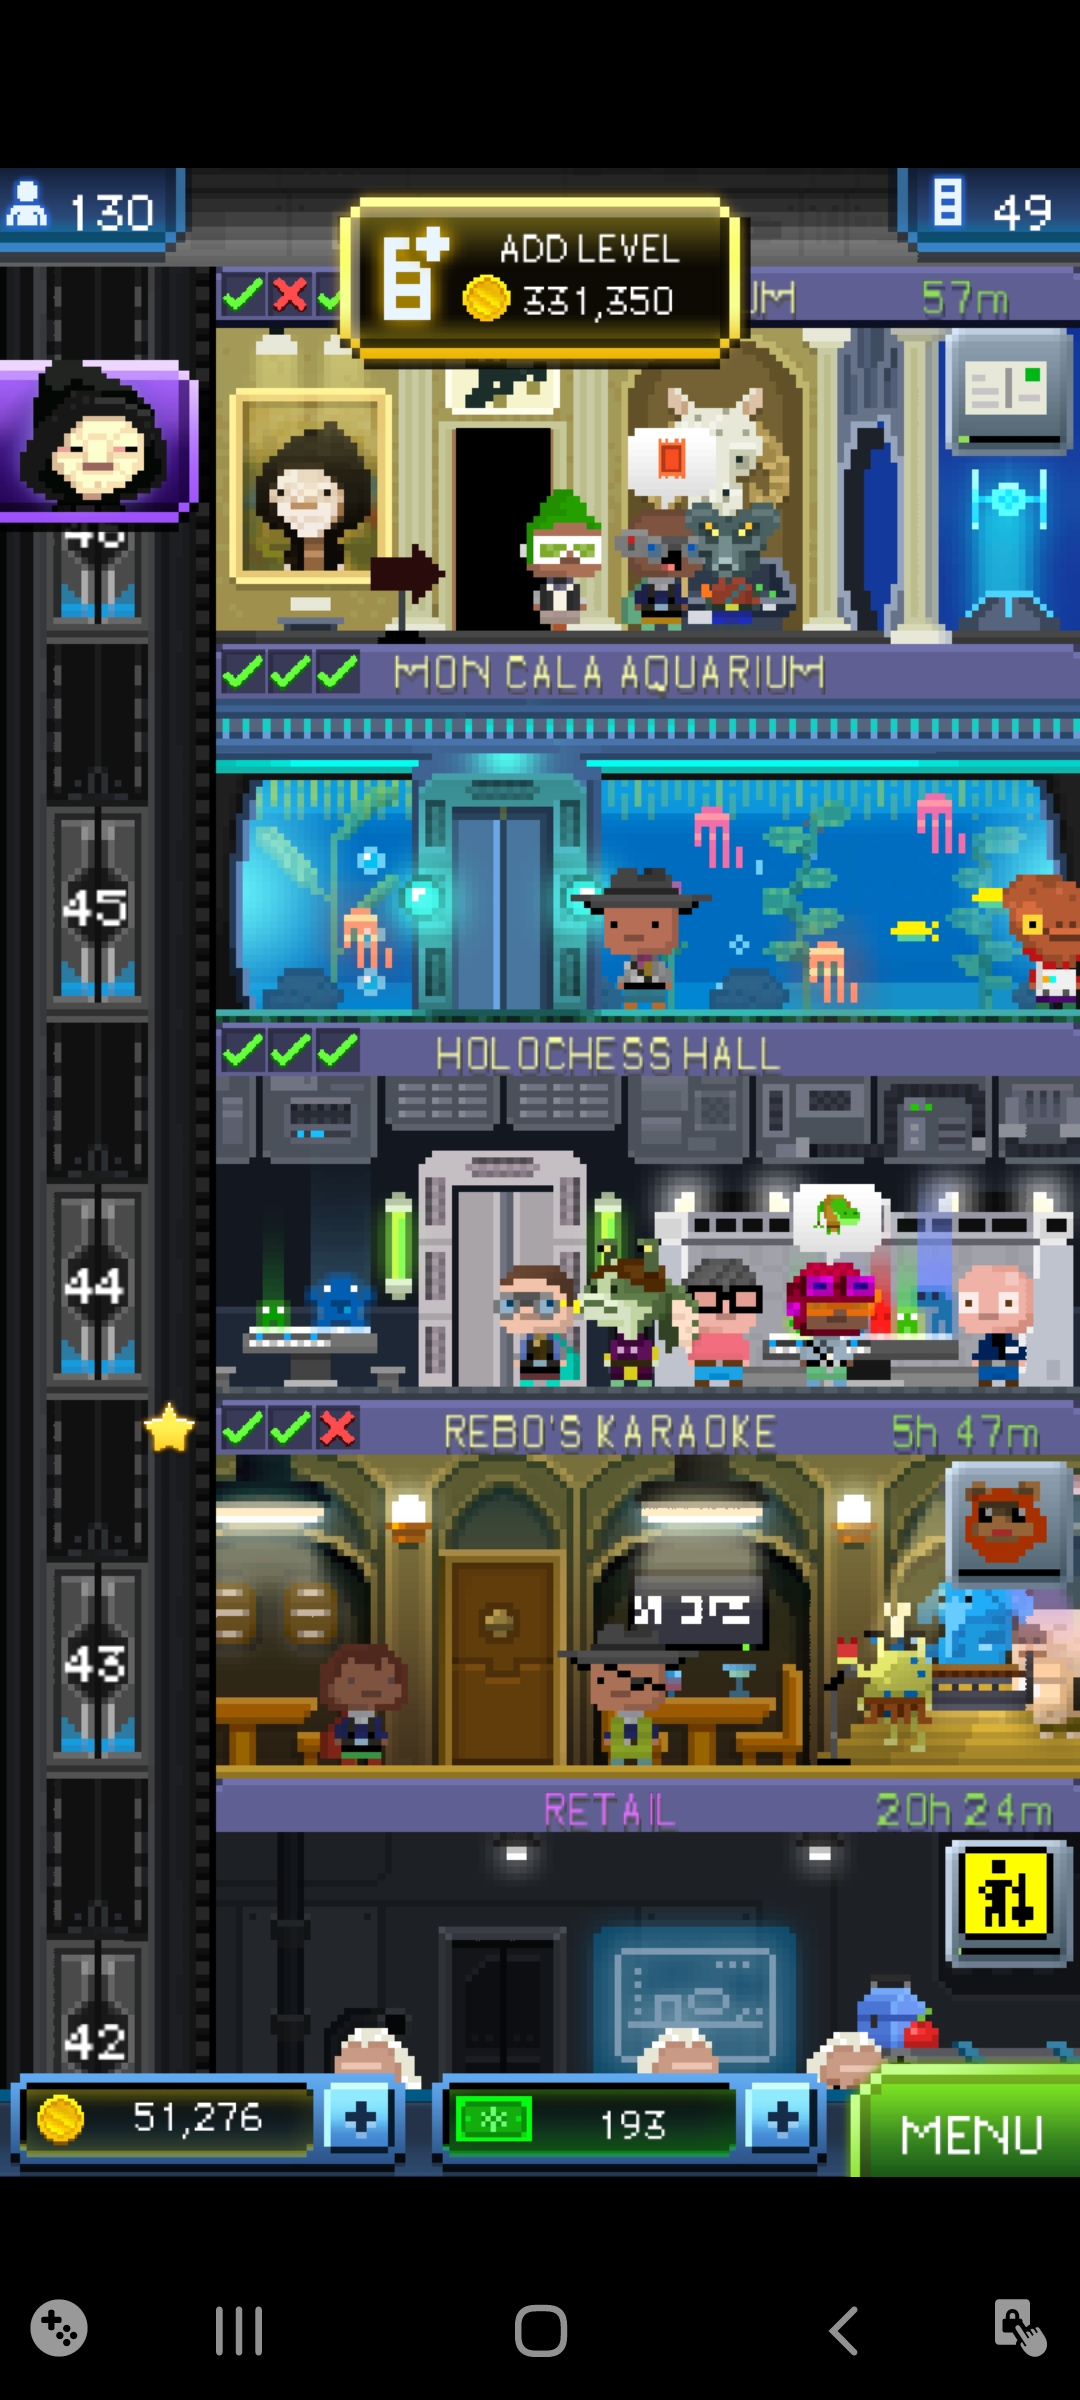 130
49
ADD LEVEL
331,350
UM
57m
46
MON CALA AQUARIUM
45
HOLOCHESS HALL
44
REBO'S KARAOKE
5h 47m
43
RETAIL
20h 24m
42
51,276
193
MENU